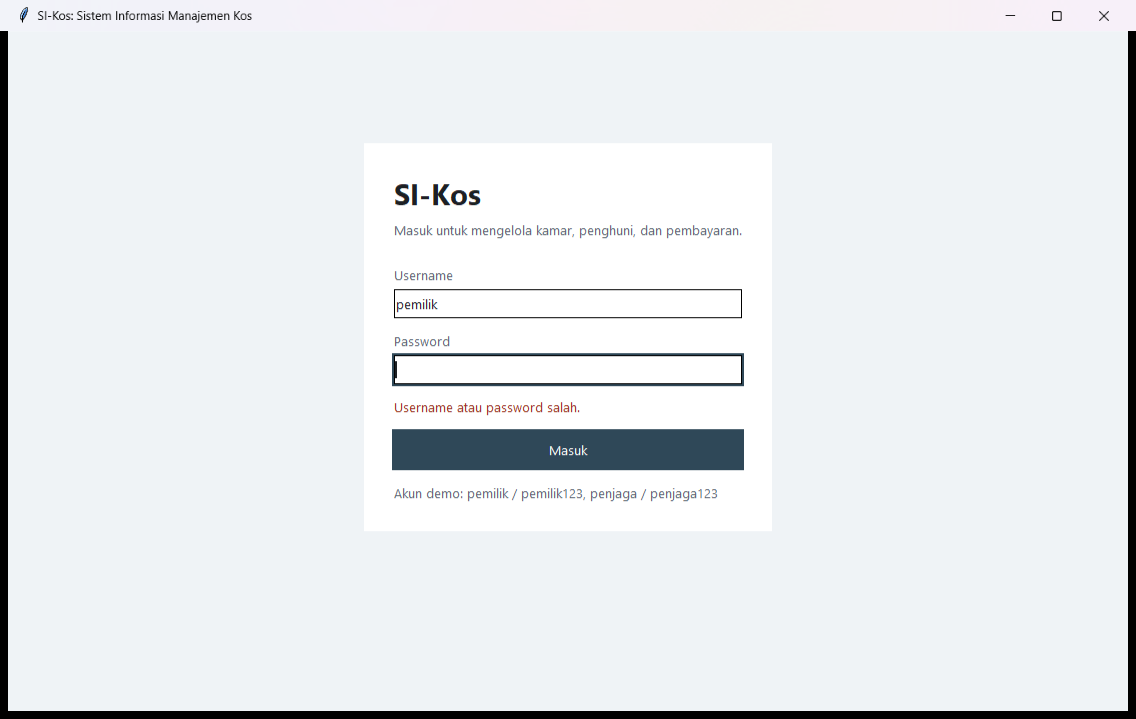 SI-Kos: Sistem Informasi Manajemen Kos
SI-Kos
Masuk untuk mengelola kamar, penghuni, dan pembayaran.
Username
pemilik
Password
Username atau password salah.
Masuk
Akun demo: pemilik / pemilik123, penjaga / penjaga123